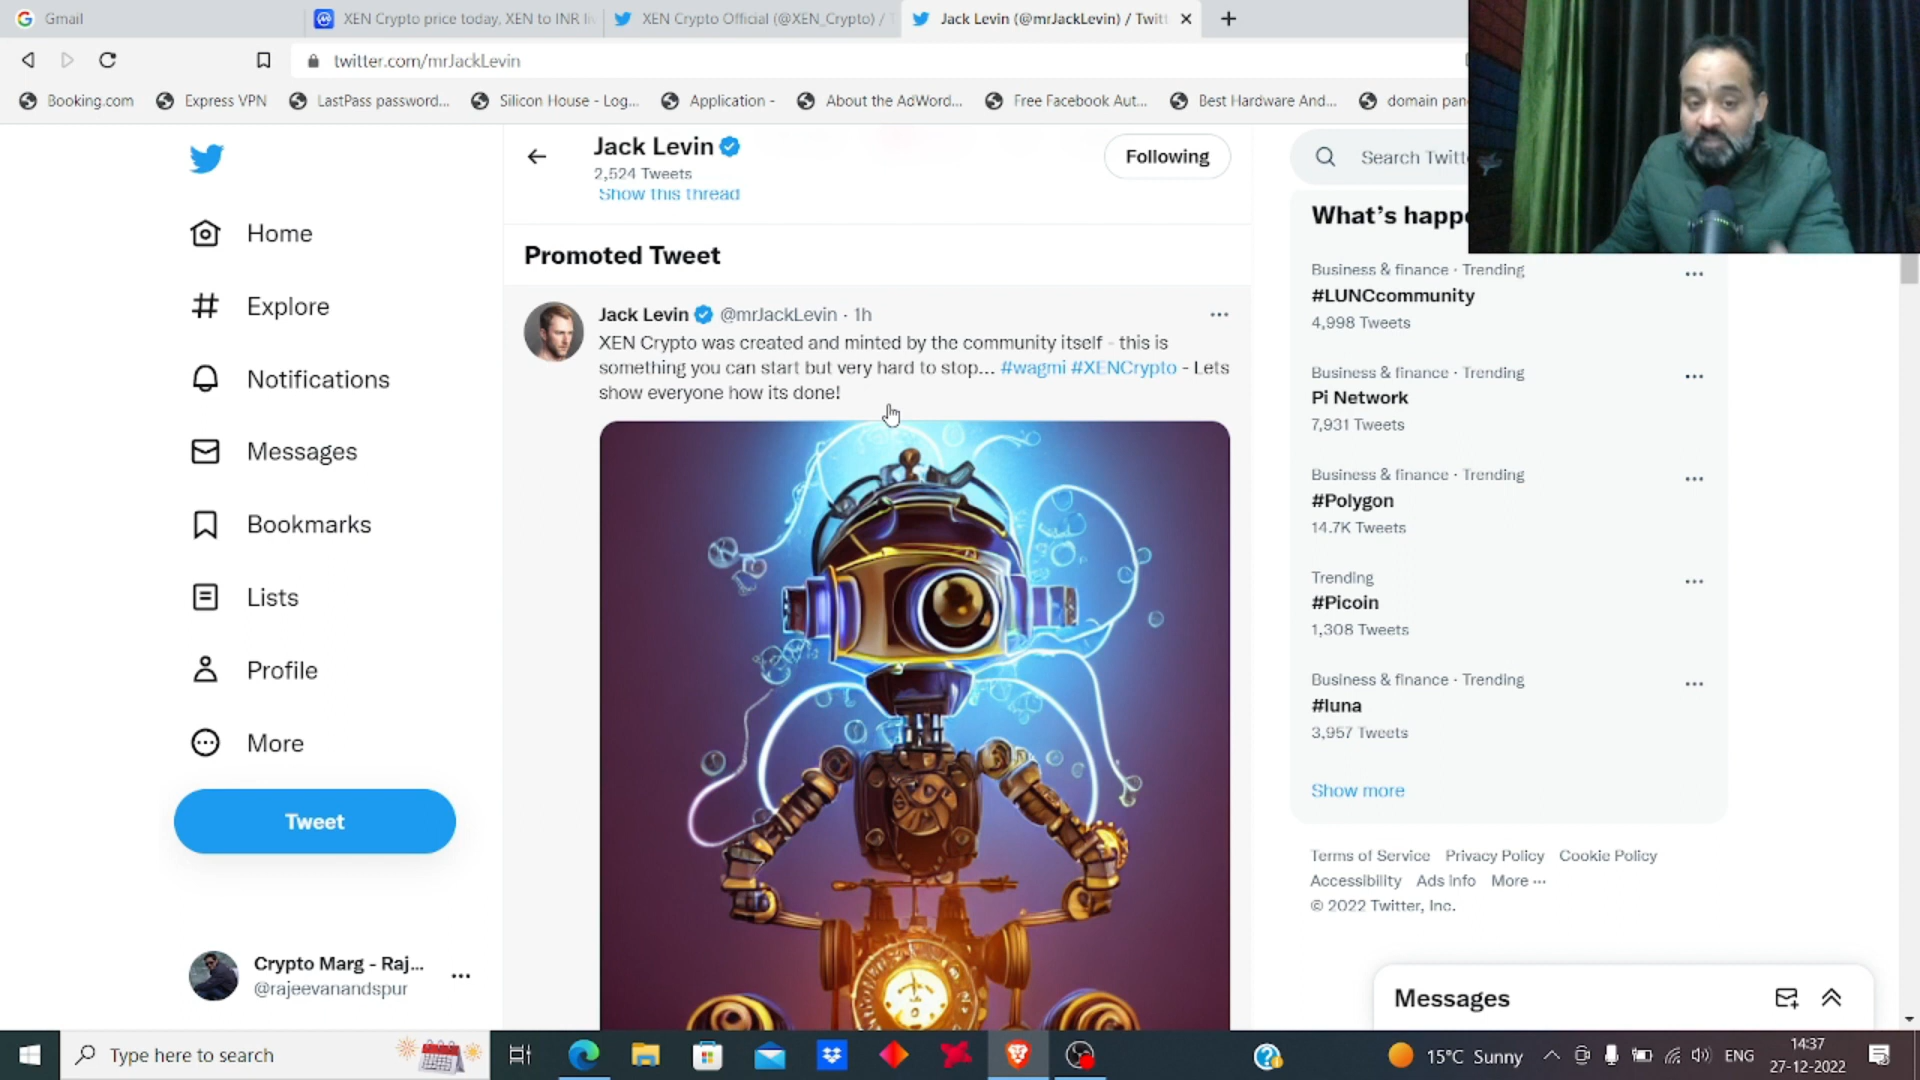 Gmail
XEN Crypto price today, XEN to INR li
XEN Crypto Official (@XEN_Crypto) /
Jack Levin (@mrJackLevin) / Twitt
twitter.com/mrJackLevin
Booking.com
Express VPN
LastPass password...
Silicon House - Log...
Application -
About the AdWord...
Free Facebook Aut...
Best Hardware And...
domain pan
Home
Explore
Notifications
Messages
Bookmarks
Lists
Profile
More
Tweet
Crypto Marg - Raj...
@rajeevanandspur
Jack Levin
2,524 Tweets
Following
Show this thread
Promoted Tweet
Jack Levin @mrJackLevin · 1h
XEN Crypto was created and minted by the community itself - this is
something you can start but very hard to stop... #wagmi #XENCrypto - Lets
show everyone how its done!
Search Twitt
What's happe
Business & finance · Trending
#LUNCcommunity
4,998 Tweets
Business & finance · Trending
Pi Network
7,931 Tweets
Business & finance · Trending
#Polygon
14.7K Tweets
Trending
#Picoin
1,308 Tweets
Business & finance · Trending
#luna
3,957 Tweets
Show more
Terms of Service Privacy Policy Cookie Policy
Accessibility Ads info More ...
© 2022 Twitter, Inc.
Messages
Type here to search
15°C Sunny
ENG
14:37
27-12-2022